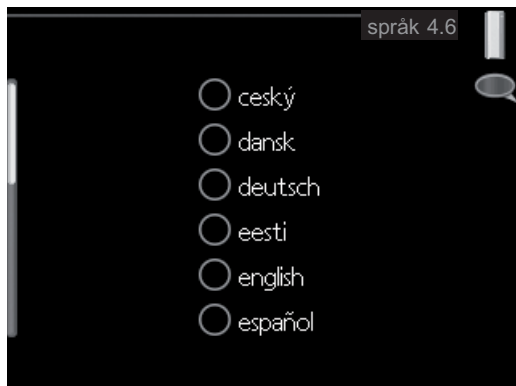 språk 4.6
ceský
dansk
deutsch
eesti
english
español